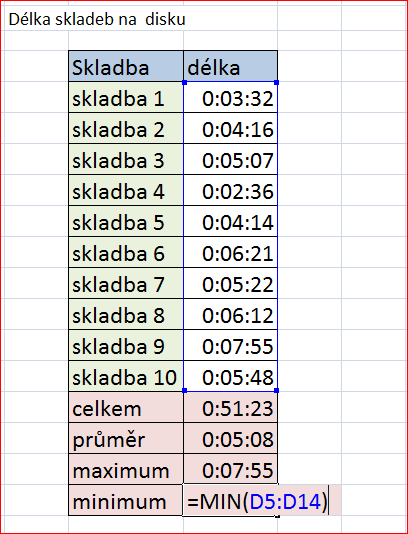 Délka skladeb na  disku
Skladba délka
skladba 1 0:03:32
skladba 2 0:04:16
skladba 3 0:05:07
skladba 4 0:02:36
skladba 5 0:04:14
skladba 6 0:06:21
skladba 7 0:05:22
skladba 8 0:06:12
skladba 9 0:07:55
skladba 10 0:05:48
celkem 0:51:23
průměr 0:05:08
maximum 0:07:55
minimum =MIN(D5:D14)